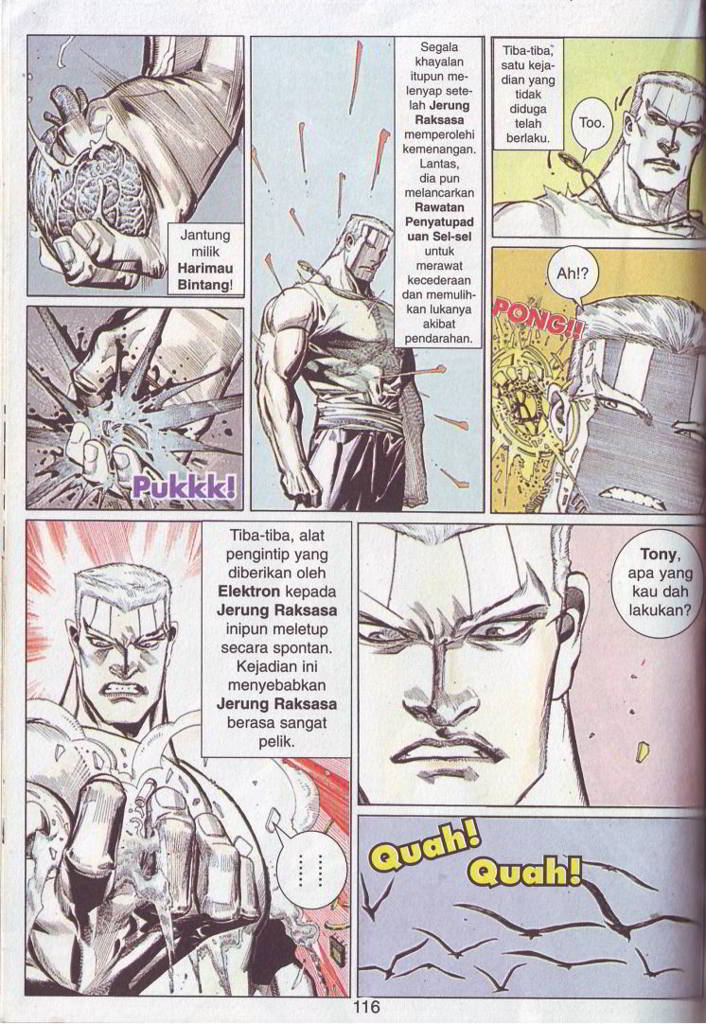 Jantung
milik
Harimau
Bintang!
Pukkk!
Segala
khayalan
itupun me-
lenyap sete-
lah Jerung
Raksasa
memperolehi
kemenangan.
Lantas,
dia pun
melancarkan
Rawatan
Penyatupad
uan Sel-sel
untuk
merawat
kecederaan
dan memulih-
kan lukanya
akibat
pendarahan.
Tiba-tiba,
satu keja-
dian yang
tidak
diduga
telah
berlaku.
Too.
Ah!?
PONG!!
Tiba-tiba, alat
pengintip yang
diberikan oleh
Elektron kepada
Jerung Raksasa
inipun meletup
secara spontan.
Kejadian ini
menyebabkan
Jerung Raksasa
berasa sangat
pelik.
......
......
Tony,
apa yang
kau dah
lakukan?
Quah!
Quah!
116